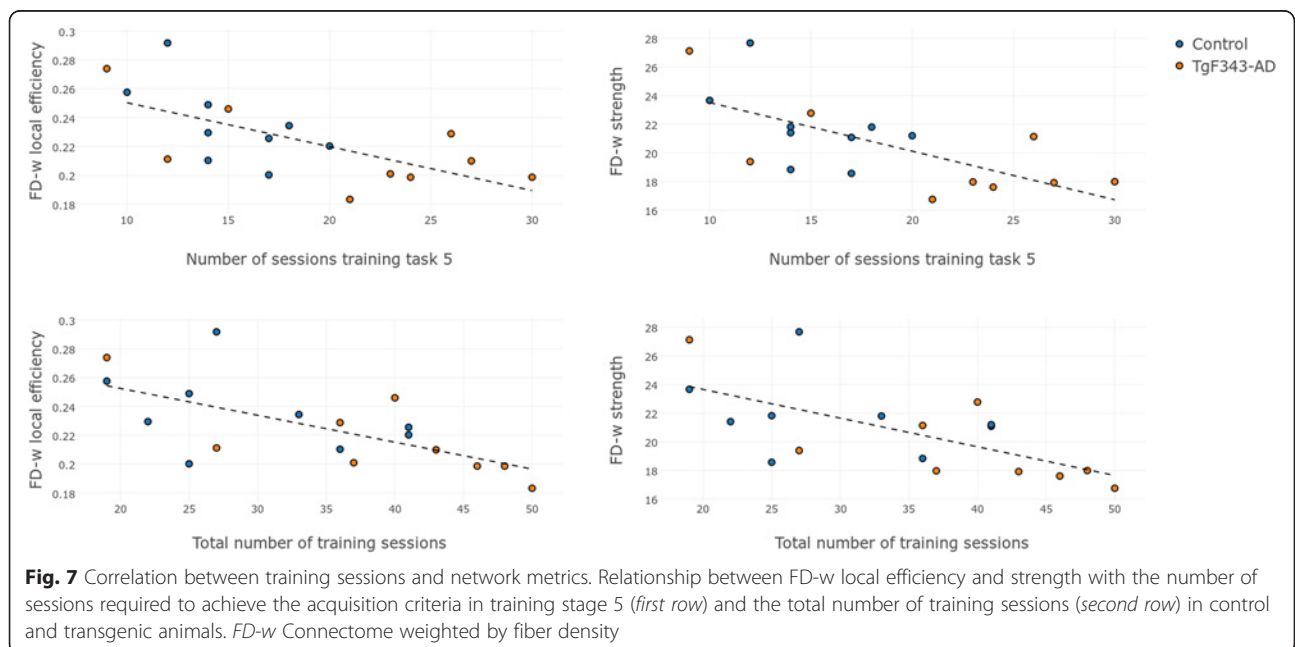 FD-w local efficiency
0.3
0.28
0.26
0.24
0.22
0.2
0.18
10 15 20 25 30
Number of sessions training task 5
FD-w strength
28
26
24
22
20
18
16
10 15 20 25 30
Number of sessions training task 5
Control
TgF343-AD
FD-w local efficiency
0.3
0.28
0.26
0.24
0.22
0.2
0.18
20 25 30 35 40 45 50
Total number of training sessions
FD-w strength
28
26
24
22
20
18
16
20 25 30 35 40 45 50
Total number of training sessions
Fig. 7 Correlation between training sessions and network metrics. Relationship between FD-w local efficiency and strength with the number of
sessions required to achieve the acquisition criteria in training stage 5 (first row) and the total number of training sessions (second row) in control
and transgenic animals. FD-w Connectome weighted by fiber density